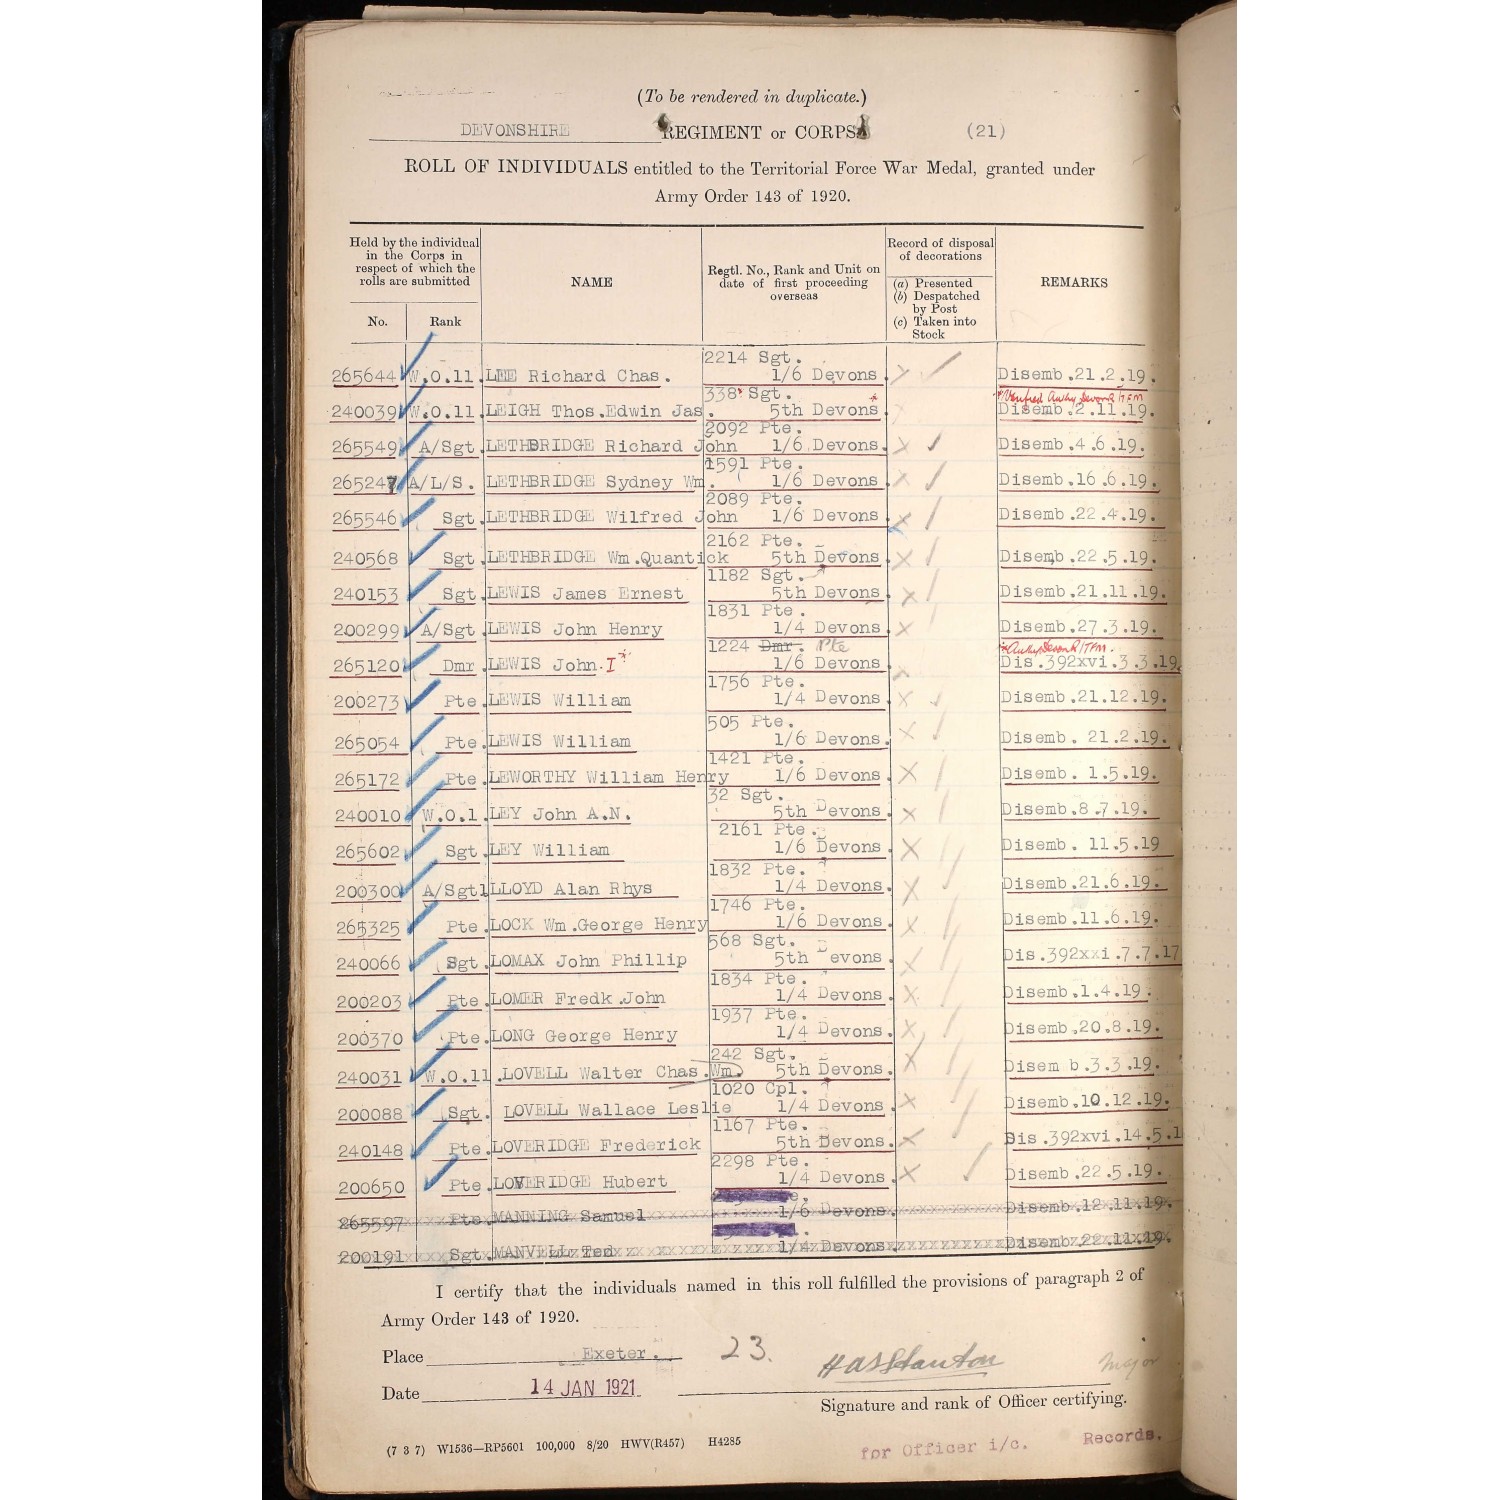 (To be rendered in duplicate.)
DEVONSHIRE REGIMENT or CORPS (21)
ROLL OF INDIVIDUALS entitled to the Territorial Force War Medal, granted under
Army Order 143 of 1920.
Held by the individual in the Corps in respect of which the rolls are submitted
No. Rank
NAME
Regtl. No., Rank and Unit on date of first proceeding overseas
Record of disposal of decorations
(a) Presented
(b) Despatched by Post
(c) Taken into Stock
REMARKS
2214 Sgt.
265644 W.O.11. LEE Richard Chas. 1/6 Devons. Disemb.21.2.19.
338* Sgt. *
240039 W.O.11. LEIGH Thos.Edwin Jas. 5th Devons Disemb.2.11.19.
2092 Pte.
265549 A/Sgt. LETHBRIDGE Richard John 1/6 Devons. Disemb.4.6.19.
1591 Pte.
265247 A/L/S. LETHBRIDGE Sydney Wm. 1/6 Devons Disemb.16.6.19.
2089 Pte.
265546 Sgt. LETHBRIDGE Wilfred John 1/6 Devons Disemb.22.4.19.
2162 Pte.
240568 Sgt. LETHBRIDGE Wm.Quantick 5th Devons Disemb.22.5.19.
1182 Sgt.
240153 Sgt. LEWIS James Ernest 5th Devons Disemb.21.11.19.
1831 Pte.
200299 A/Sgt. LEWIS John Henry 1/4 Devons. Disemb.27.3.19.
1224 Dmr. Pte
265120 Dmr LEWIS John. I* 1/6 Devons Dis.392xvi.3.3.19.
1756 Pte.
200273 Pte. LEWIS William 1/4 Devons Disemb.21.12.19.
505 Pte.
265054 Pte. LEWIS William 1/6 Devons. Disemb. 21.2.19.
1421 Pte.
265172 Pte. LEWORTHY William Henry 1/6 Devons. Disemb. 1.5.19.
32 Sgt.
240010 W.O.1. LEY John A.N. 5th Devons. Disemb.8.7.19.
2161 Pte.
265602 Sgt. LEY William 1/6 Devons. Disemb. 11.5.19
1832 Pte.
200300 A/Sgt. LLOYD Alan Rhys 1/4 Devons. Disemb.21.6.19.
1746 Pte.
265325 Pte. LOCK Wm.George Henry 1/6 Devons. Disemb.11.6.19.
568 Sgt.
240066 Sgt. LOMAX John Phillip 5th Devons. Dis.392xxi.7.7.17
1834 Pte.
200203 Pte. LOMER Fredk.John 1/4 Devons. Disemb.1.4.19.
1937 Pte.
200370 Pte. LONG George Henry 1/4 Devons. Disemb.20.8.19.
242 Sgt.
240031 W.O.11. LOVELL Walter Chas. Wm. 5th Devons. Disem b.3.3.19.
1020 Cpl.
200088 Sgt. LOVELL Wallace Leslie 1/4 Devons. Disemb.10.12.19.
1167 Pte.
240148 Pte. LOVERIDGE Frederick 5th Devons. Dis.392xvi.14.5.1
2298 Pte.
200650 Pte. LOVERIDGE Hubert 1/4 Devons. Disemb.22.5.19.
265597 Pte. MANNING Samuel 1/6 Devons. Disemb.12.11.19.
200191 Sgt. MANVELL Ted 1/4 Devons. Disemb.22.11.19.
I certify that the individuals named in this roll fulfilled the provisions of paragraph 2 of
Army Order 143 of 1920.
Place Exeter. 23.
HASStanton Major
Date 14 JAN 1921
Signature and rank of Officer certifying.
(7 3 7) W1536—RP5601 100,000 8/20 HWV(R457) H4285
for Officer i/c. Records.